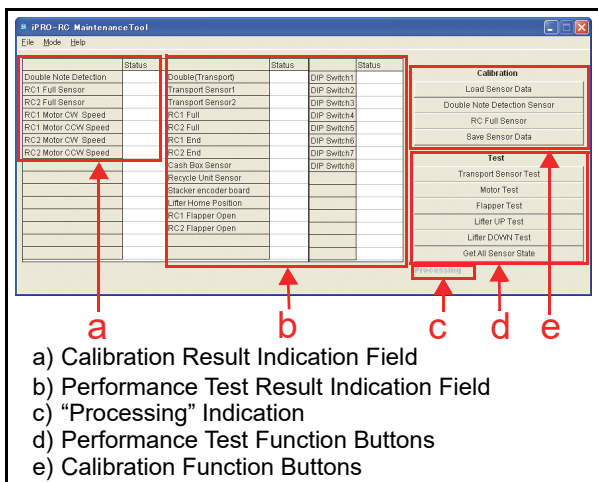 iPRO-RC MaintenanceTool
File Mode Help
Status Status Status
Double Note Detection Double(Transport) DIP Switch1
RC1 Full Sensor Transport Sensor1 DIP Switch2
RC2 Full Sensor Transport Sensor2 DIP Switch3
RC1 Motor CW Speed RC1 Full DIP Switch4
RC1 Motor CCW Speed RC2 Full DIP Switch5
RC2 Motor CW Speed RC1 End DIP Switch6
RC2 Motor CCW Speed RC2 End DIP Switch7
Cash Box Sensor DIP Switch8
Recycle Unit Sensor
Stacker encoder board
Lifter Home Position
RC1 Flapper Open
RC2 Flapper Open
Calibration
Load Sensor Data
Double Note Detection Sensor
RC Full Sensor
Save Sensor Data
Test
Transport Sensor Test
Motor Test
Flapper Test
Lifter UP Test
Lifter DOWN Test
Get All Sensor State
Processing
a b c d e
a) Calibration Result Indication Field
b) Performance Test Result Indication Field
c) “Processing” Indication
d) Performance Test Function Buttons
e) Calibration Function Buttons